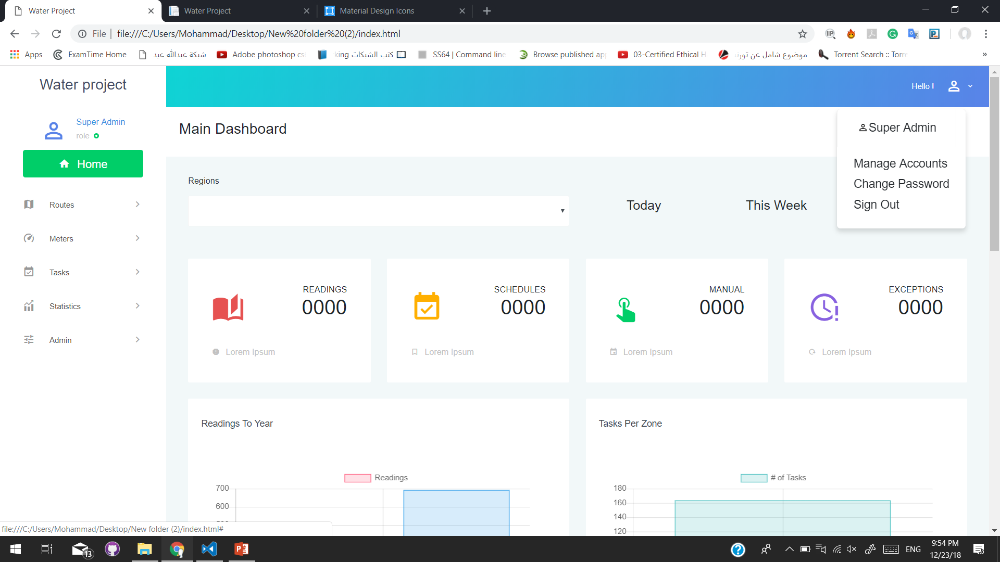 Water Project
Water Project
Material Design Icons
File
file:///C:/Users/Mohammad/Desktop/New%20folder%20(2)/index.html
Apps
ExamTime Home
شبكة عبدالله عيد
Adobe photoshop cs
كتب الشبكات king
SS64 | Command line
Browse published app
03-Certified Ethical H
موضوع شامل عن تورن
Torrent Search :: Torre
Water project
Hello !
Super Admin
role
Home
Routes
Meters
Tasks
Statistics
Admin
Main Dashboard
Super Admin
Manage Accounts
Change Password
Sign Out
Regions
Today
This Week
READINGS
0000
Lorem Ipsum
SCHEDULES
0000
Lorem Ipsum
MANUAL
0000
Lorem Ipsum
EXCEPTIONS
0000
Lorem Ipsum
Readings To Year
Readings
700
600
Tasks Per Zone
# of Tasks
180
160
140
120
file:///C:/Users/Mohammad/Desktop/New folder (2)/index.html#
13
ENG
9:54 PM
12/23/18